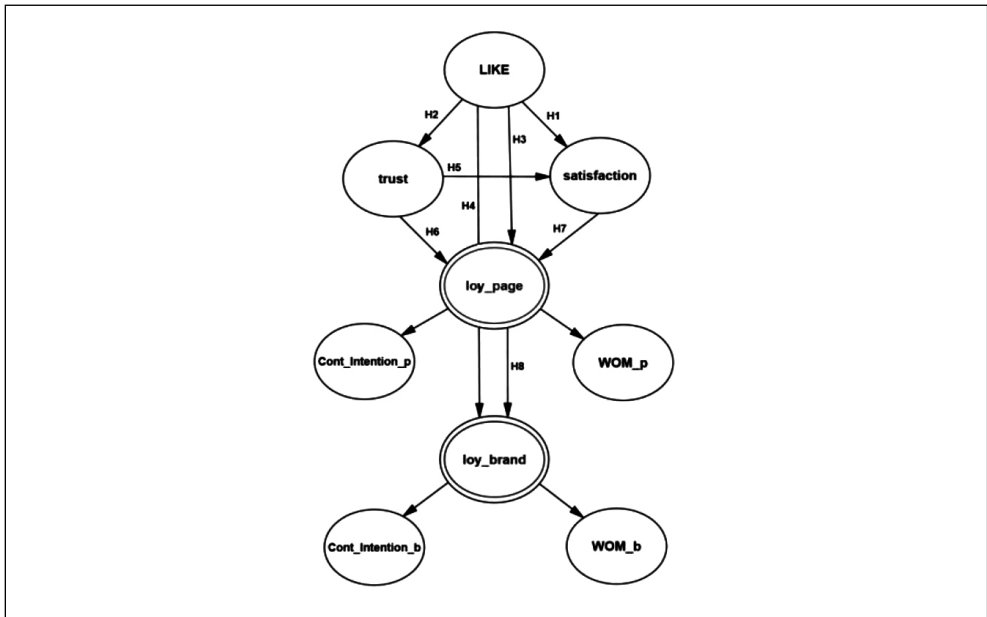 LIKE
H2
H1
H3
trust
H5
satisfaction
H4
H6
H7
loy_page
Cont_Intention_p
WOM_p
H8
loy_brand
Cont_Intention_b
WOM_b